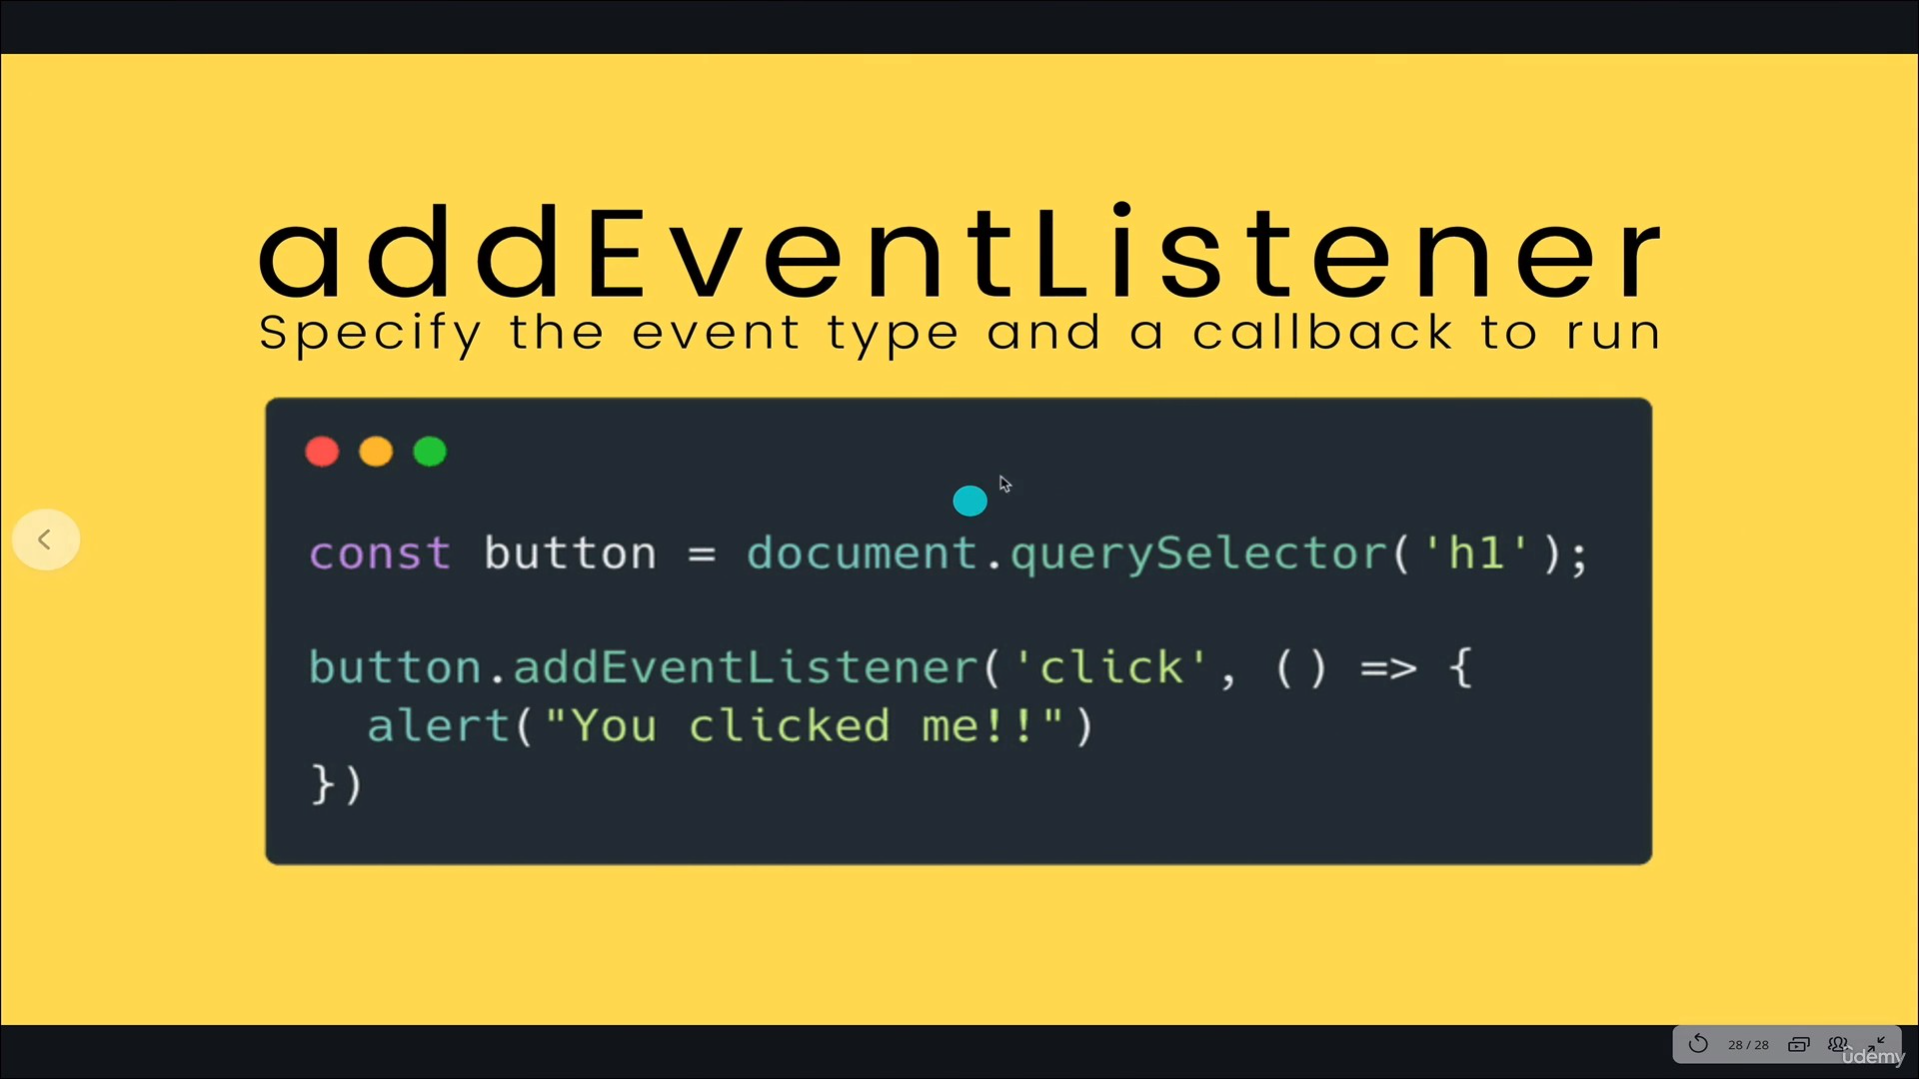 addEventListener
Specify the event type and a callback to run
const button = document.querySelector('h1');
button.addEventListener('click', () => {
  alert("You clicked me!!")
})
28 / 28
ûdemy